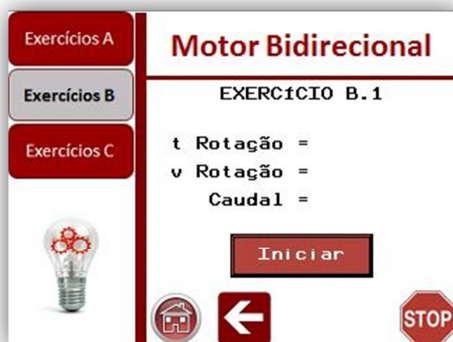 Exercícios A
Exercícios B
Exercícios C
Motor Bidirecional
EXERCíCIO B.1
t Rotação =
v Rotação =
Caudal =
Iniciar
STOP